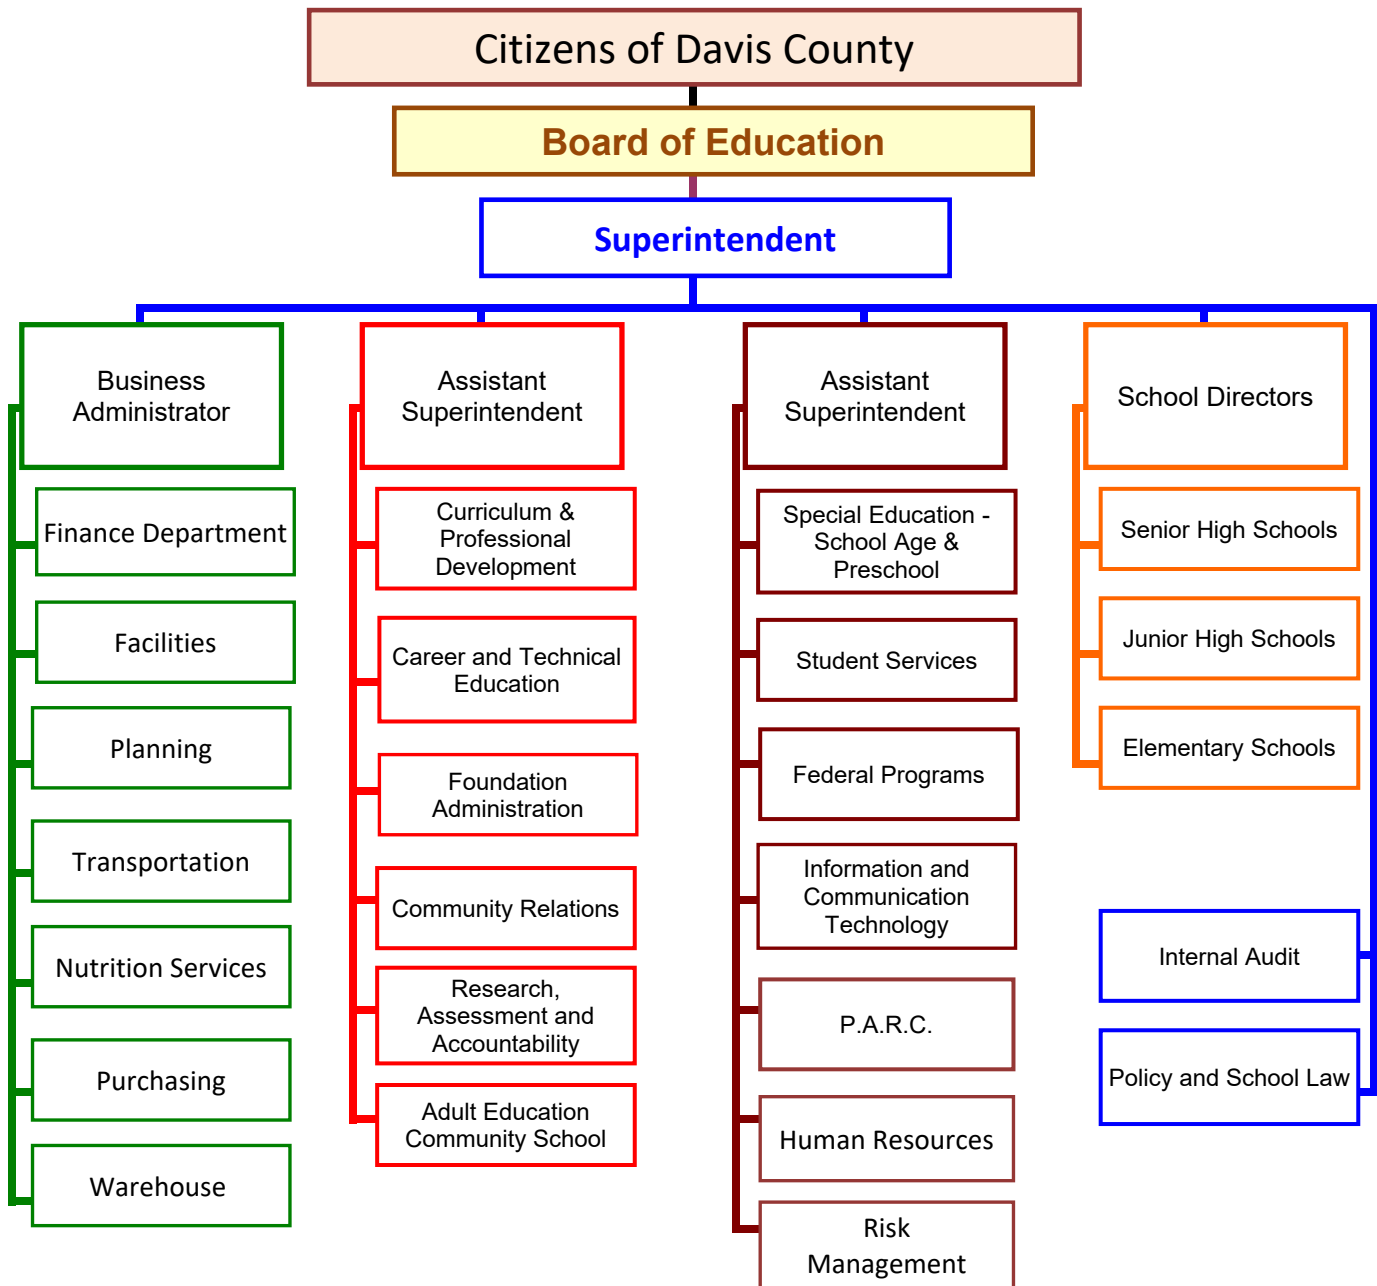 Citizens of Davis County
Board of Education
Superintendent
Business
Administrator
Finance Department
Facilities
Planning
Transportation
Nutrition Services
Purchasing
Warehouse
Assistant
Superintendent
Curriculum &
Professional
Development
Career and Technical
Education
Foundation
Administration
Community Relations
Research,
Assessment and
Accountability
Adult Education
Community School
Assistant
Superintendent
Special Education -
School Age &
Preschool
Student Services
Federal Programs
Information and
Communication
Technology
P.A.R.C.
Human Resources
Risk
Management
School Directors
Senior High Schools
Junior High Schools
Elementary Schools
Internal Audit
Policy and School Law